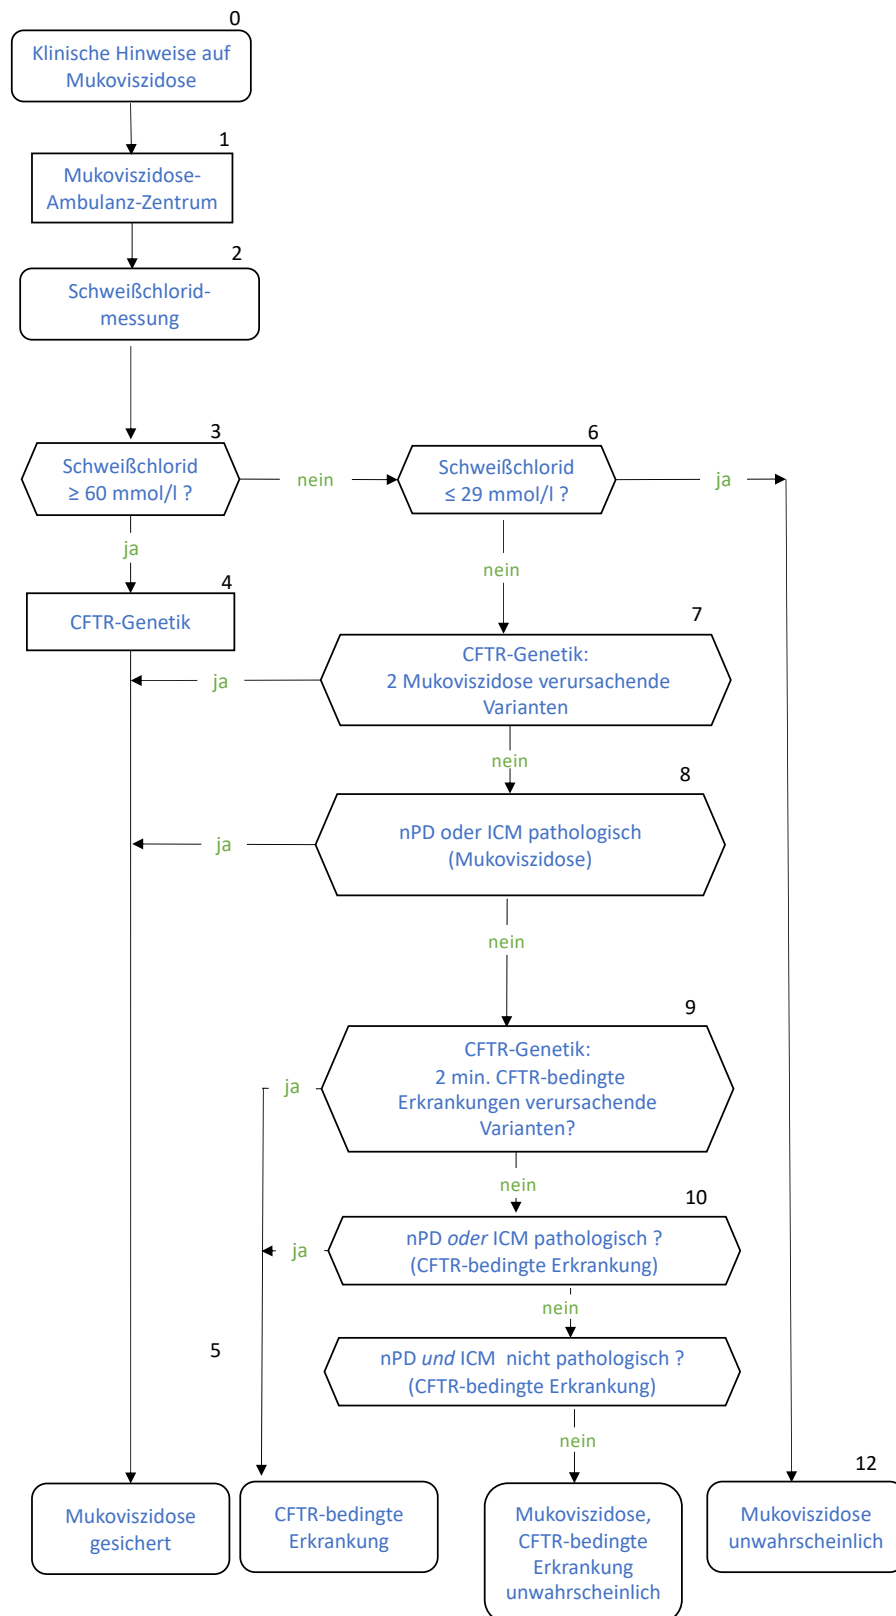 0
Klinische Hinweise auf
Mukoviszidose
1
Mukoviszidose-
Ambulanz-Zentrum
2
Schweißchlorid-
messung
3
Schweißchlorid
≥ 60 mmol/l ?
nein
6
Schweißchlorid
≤ 29 mmol/l ?
ja
ja
nein
4
CFTR-Genetik
7
CFTR-Genetik:
2 Mukoviszidose verursachende
Varianten
ja
nein
8
nPD oder ICM pathologisch
(Mukoviszidose)
ja
nein
9
CFTR-Genetik:
2 min. CFTR-bedingte
Erkrankungen verursachende
Varianten?
ja
nein
10
nPD oder ICM pathologisch ?
(CFTR-bedingte Erkrankung)
ja
nein
5
nPD und ICM  nicht pathologisch ?
(CFTR-bedingte Erkrankung)
nein
12
Mukoviszidose
gesichert
CFTR-bedingte
Erkrankung
Mukoviszidose,
CFTR-bedingte
Erkrankung
unwahrscheinlich
Mukoviszidose
unwahrscheinlich